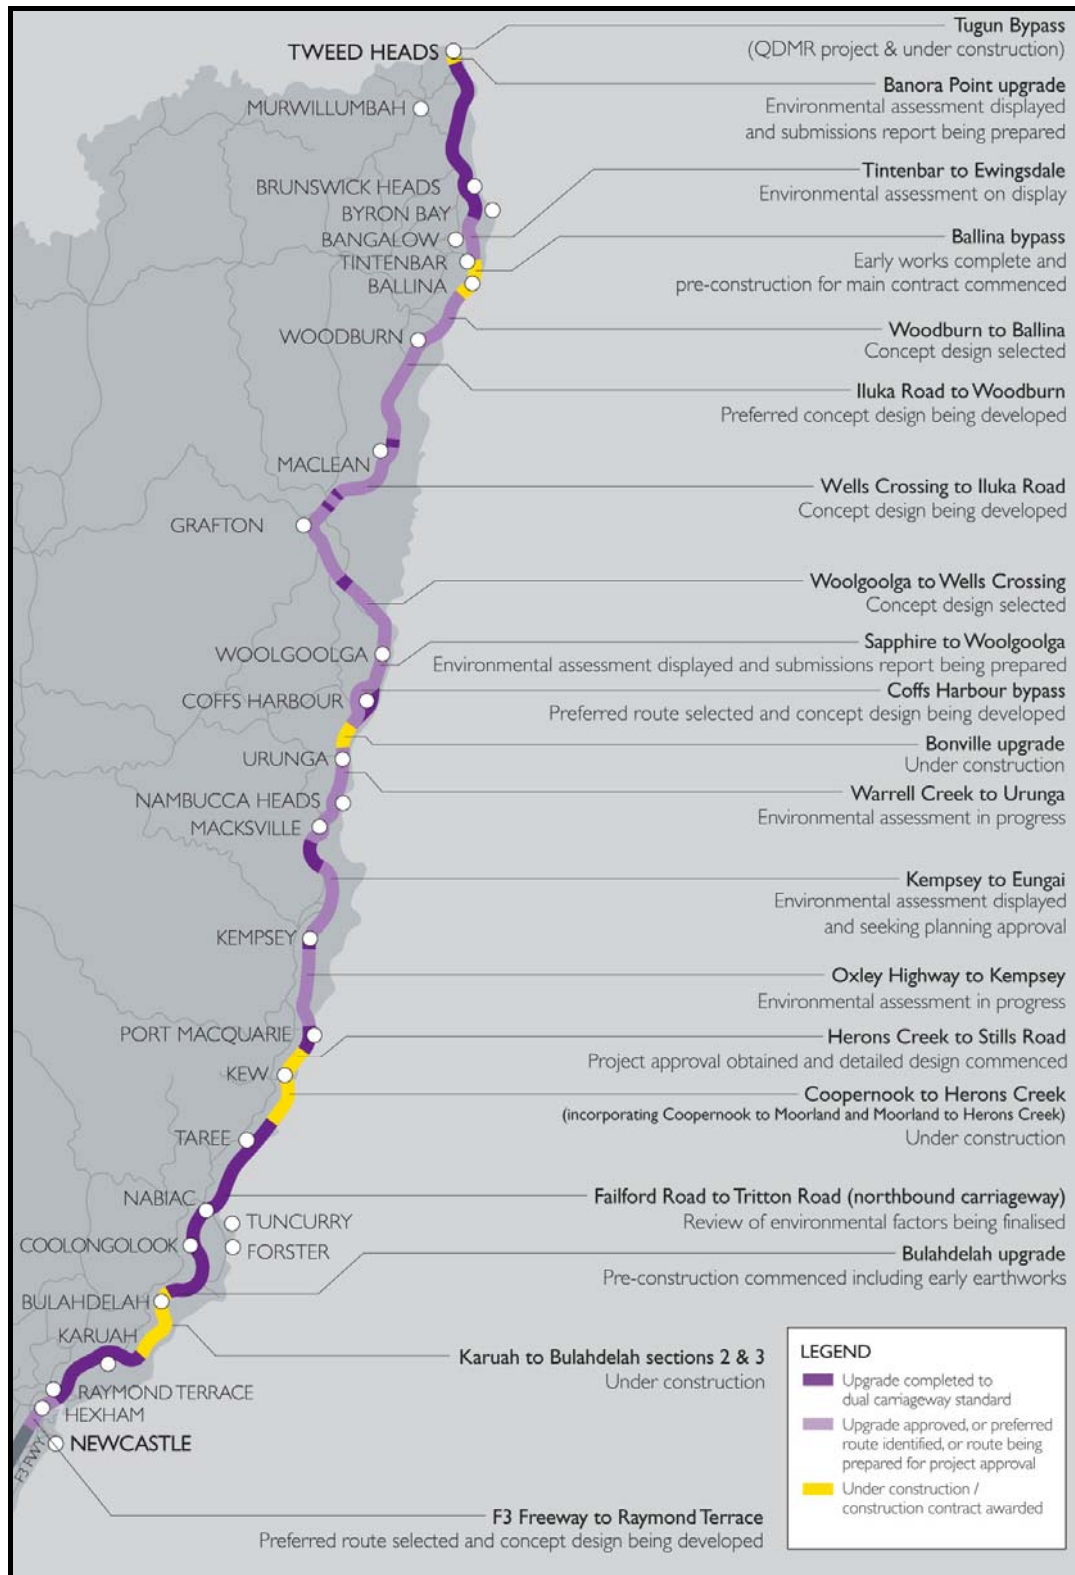 Tugun Bypass
TWEED HEADS
(QDMR project & under construction)
Banora Point upgrade
MURWILLUMBAH
Environmental assessment displayed
and submissions report being prepared
Tintenbar to Ewingsdale
BRUNSWICK HEADS
Environmental assessment on display
BYRON BAY
BANGALOW
Ballina bypass
TINTENBAR
Early works complete and
BALLINA
pre-construction for main contract commenced
WOODBURN
Woodburn to Ballina
Concept design selected
Iluka Road to Woodburn
Preferred concept design being developed
MACLEAN
Wells Crossing to Iluka Road
Concept design being developed
GRAFTON
Woolgoolga to Wells Crossing
Concept design selected
WOOLGOOLGA
Sapphire to Woolgoolga
Environmental assessment displayed and submissions report being prepared
COFFS HARBOUR
Coffs Harbour bypass
Preferred route selected and concept design being developed
Bonville upgrade
URUNGA
Under construction
NAMBUCCA HEADS
Warrell Creek to Urunga
MACKSVILLE
Environmental assessment in progress
Kempsey to Eungai
Environmental assessment displayed
and seeking planning approval
KEMPSEY
Oxley Highway to Kempsey
Environmental assessment in progress
PORT MACQUARIE
Herons Creek to Stills Road
Project approval obtained and detailed design commenced
KEW
Coopernook to Herons Creek
(incorporating Coopernook to Moorland and Moorland to Herons Creek)
TAREE
Under construction
NABIAC
Failford Road to Tritton Road (northbound carriageway)
TUNCURRY
Review of environmental factors being finalised
COOLONGOLOOK
FORSTER
Bulahdelah upgrade
Pre-construction commenced including early earthworks
BULAHDELAH
KARUAH
Karuah to Bulahdelah sections 2 & 3
Under construction
RAYMOND TERRACE
HEXHAM
NEWCASTLE
F3 FWY
F3 Freeway to Raymond Terrace
Preferred route selected and concept design being developed
LEGEND
Upgrade completed to
dual carriageway standard
Upgrade approved, or preferred
route identified, or route being
prepared for project approval
Under construction /
construction contract awarded